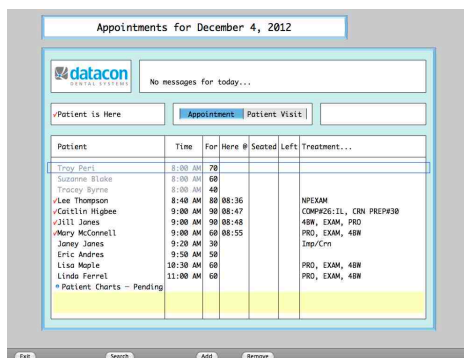 Appointments for December 4, 2012
datacon
DENTAL SYSTEMS
No messages for today...
✓Patient is Here
Appointment Patient Visit
Patient Time For Here @ Seated Left Treatment...
Troy Peri 8:00 AM 70
Suzanne Blake 8:00 AM 60
Tracey Byrne 8:00 AM 40
✓Lee Thompson 8:40 AM 80 08:36 NPEXAM
✓Caitlin Higbee 9:00 AM 90 08:47 COMP#26:IL, CRN PREP#30
✓Jill Janes 9:00 AM 90 08:48 4BW, EXAM, PRO
✓Mary McConnell 9:00 AM 60 08:55 PRO, EXAM, 4BW
Janey Janes 9:20 AM 30 Imp/Crn
Eric Andres 9:50 AM 50
Lisa Maple 10:30 AM 60 PRO, EXAM, 4BW
Linda Ferrel 11:00 AM 60 PRO, EXAM, 4BW
Patient Charts - Pending
Exit Search Add Remove